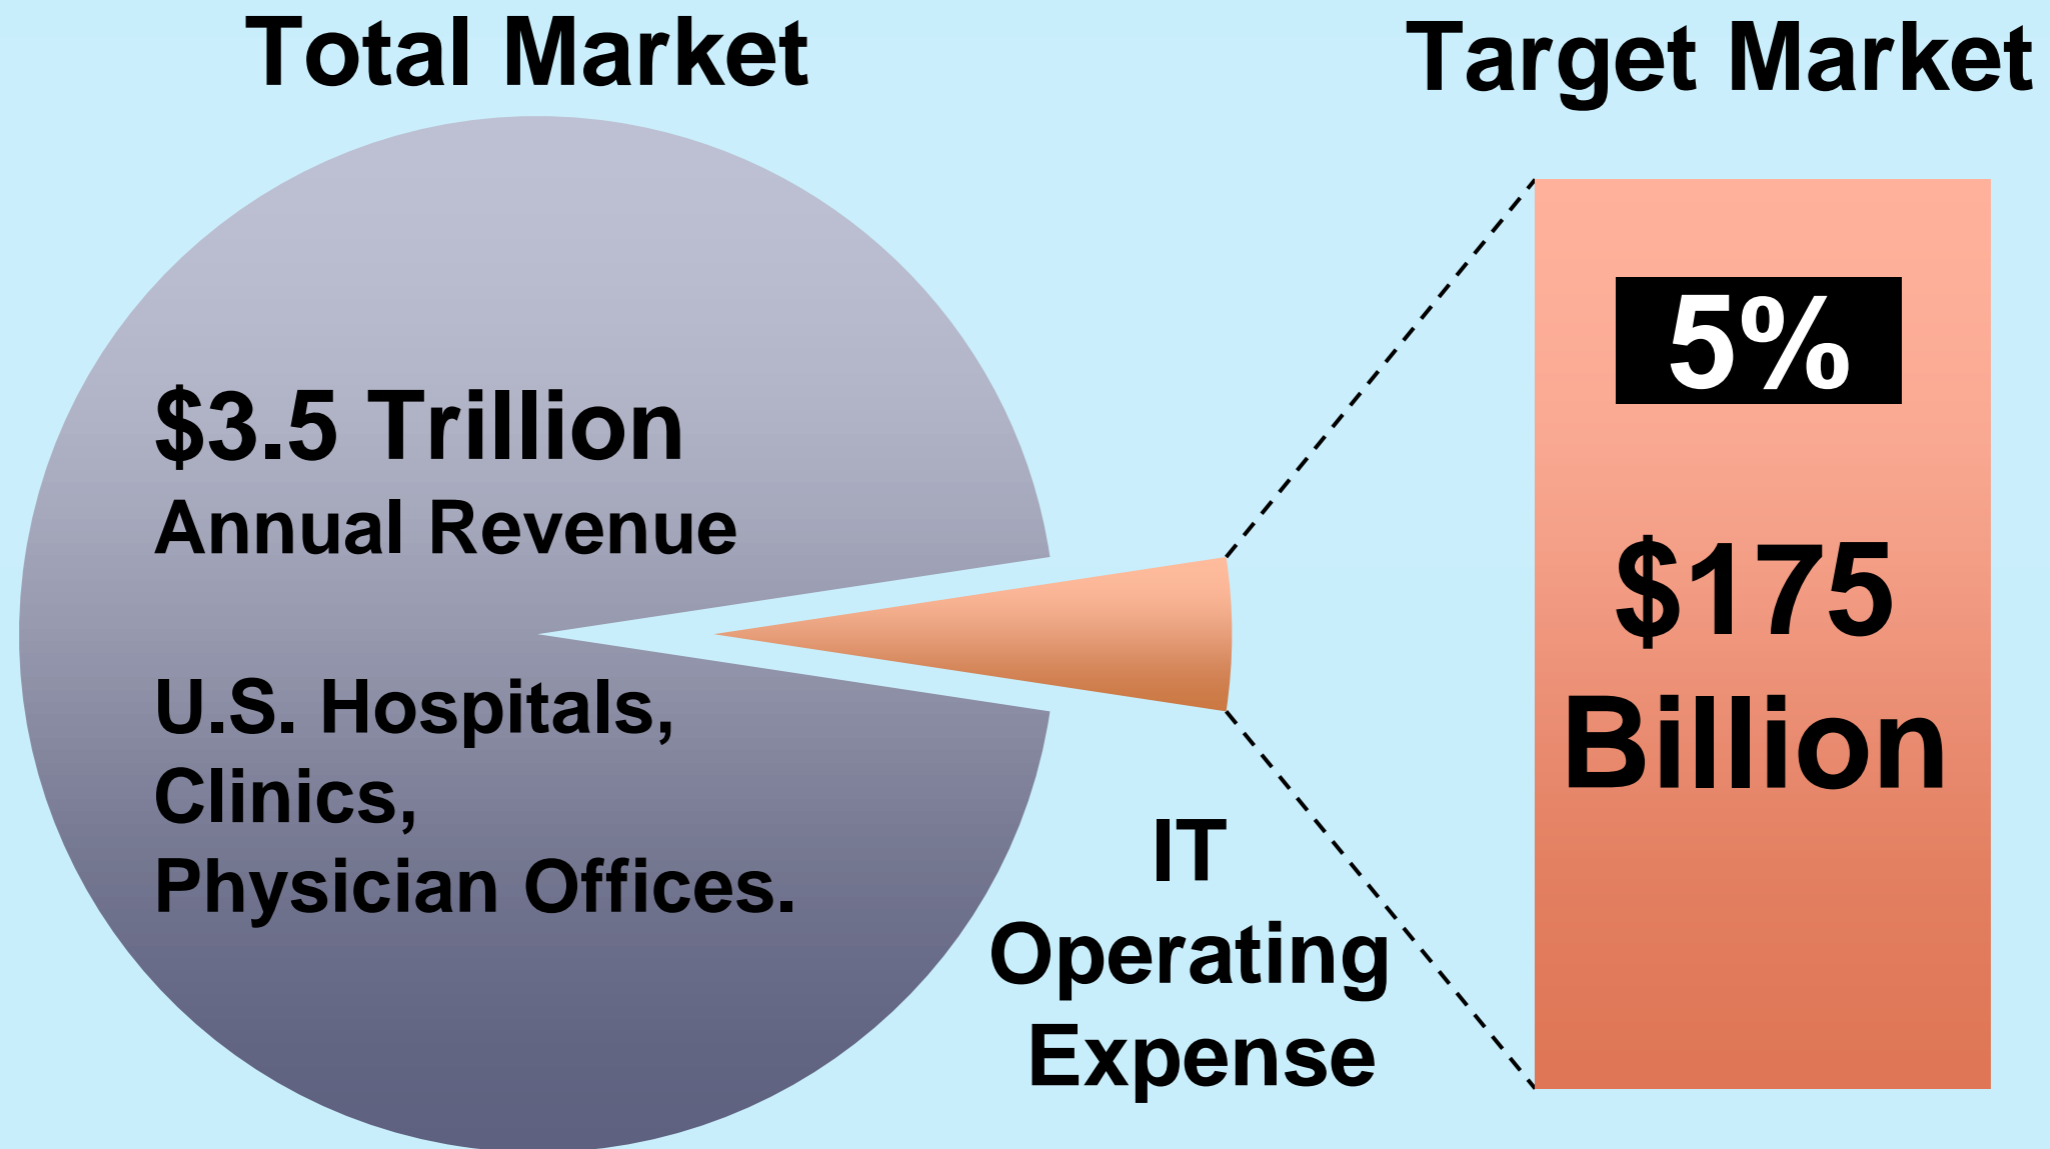 Total Market
$3.5 Trillion
Annual Revenue
U.S. Hospitals,
Clinics,
Physician Offices.
IT
Operating
Expense
Target Market
5%
$175
Billion